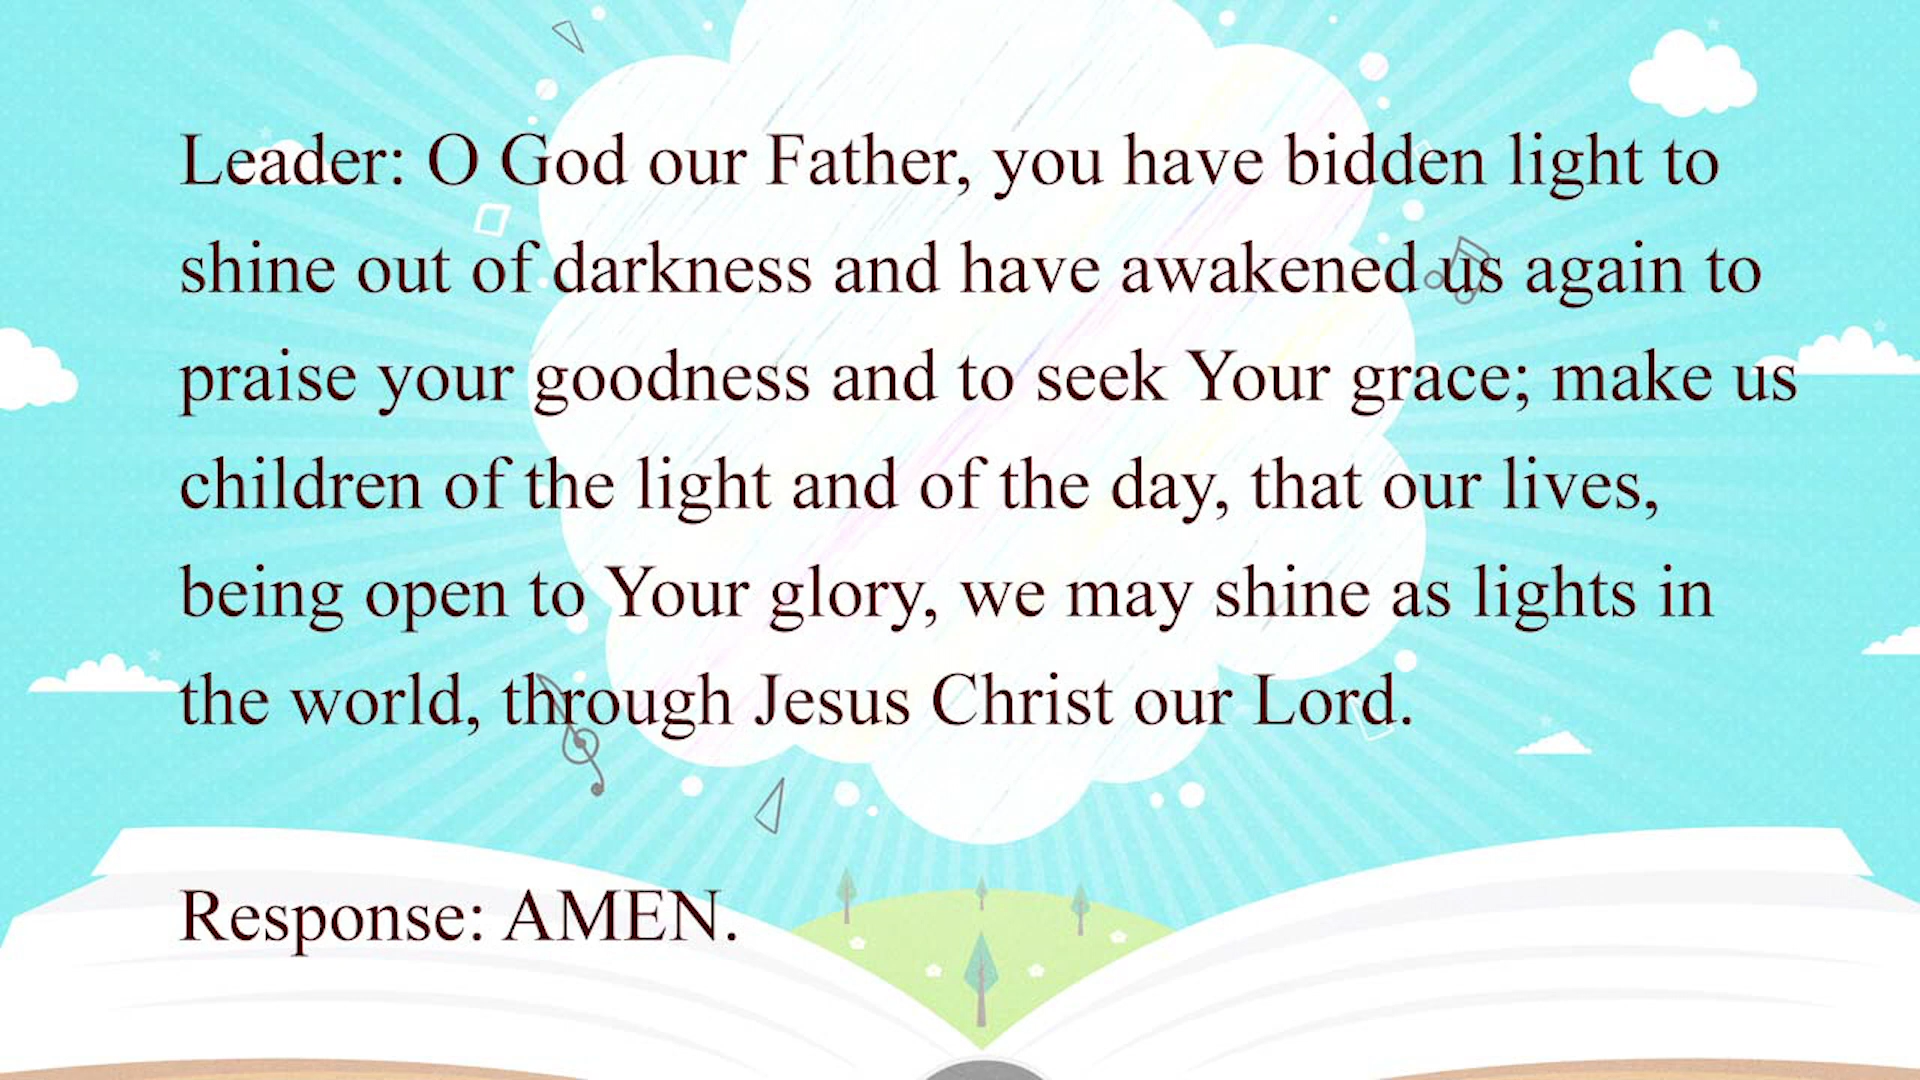 Leader: O God our Father, you have bidden light to
shine out of darkness and have awakened us again to
praise your goodness and to seek Your grace; make us
children of the light and of the day, that our lives,
being open to Your glory, we may shine as lights in
the world, through Jesus Christ our Lord.
Response: AMEN.